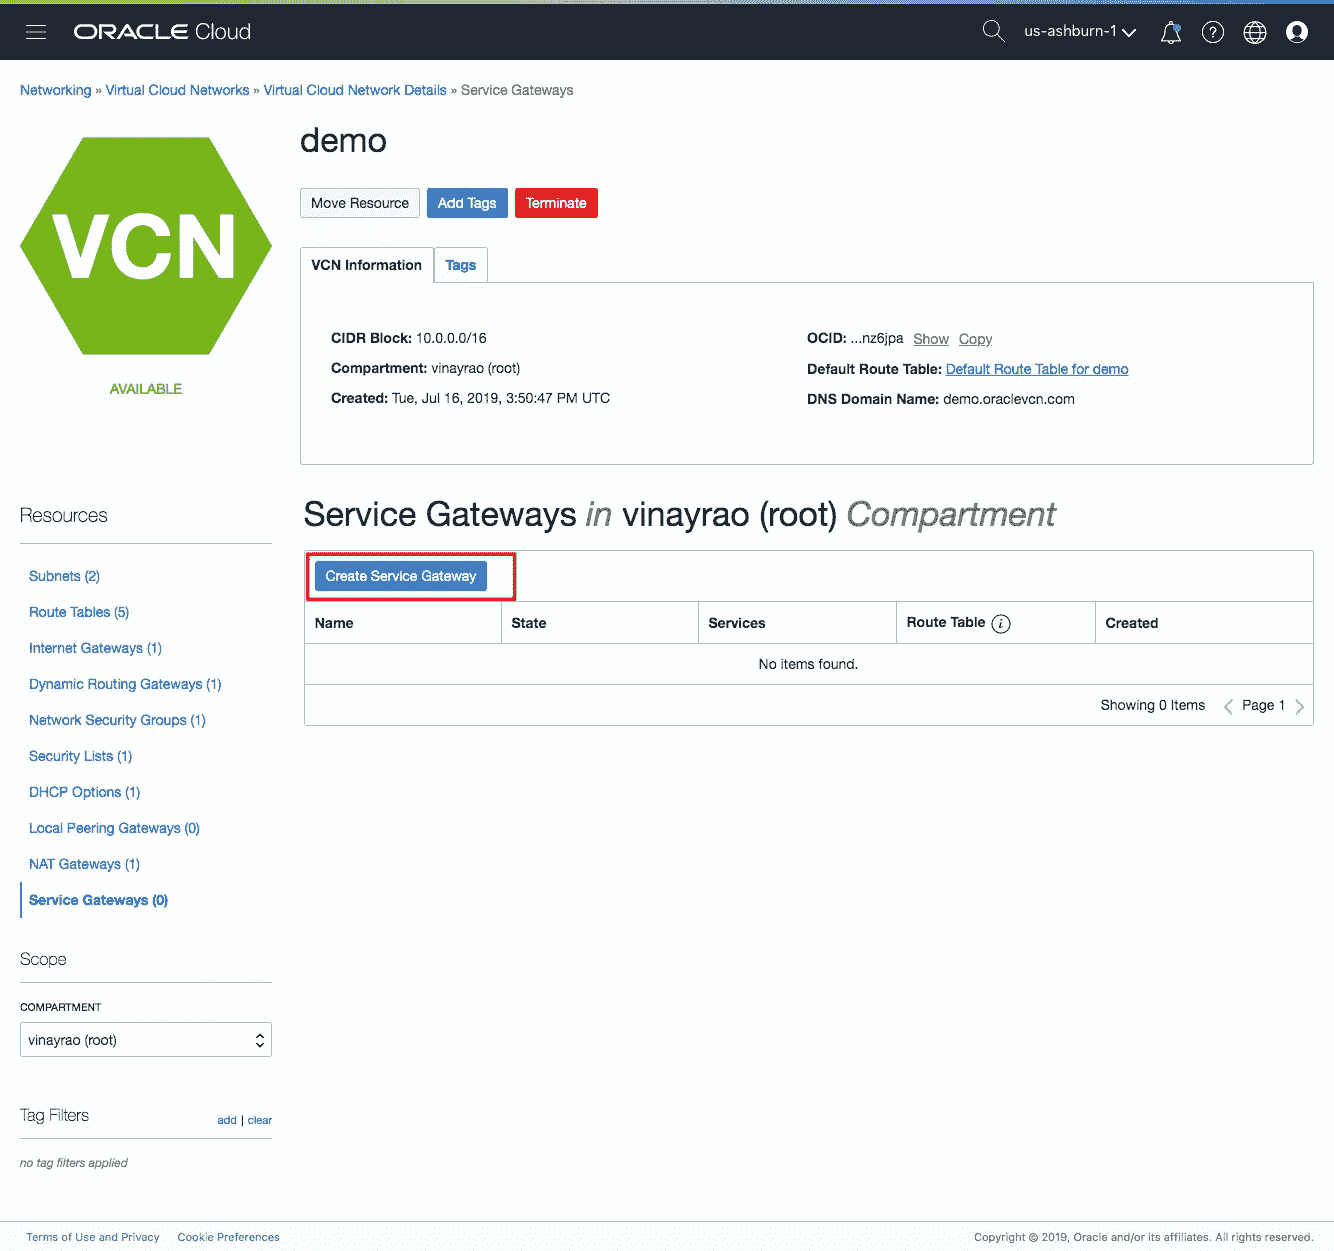 ORACLE Cloud
us-ashburn-1
Networking » Virtual Cloud Networks » Virtual Cloud Network Details » Service Gateways
VCN
AVAILABLE
demo
Move Resource Add Tags Terminate
VCN Information Tags
CIDR Block: 10.0.0.0/16
Compartment: vinayrao (root)
Created: Tue, Jul 16, 2019, 3:50:47 PM UTC
OCID: ...nz6jpa Show Copy
Default Route Table: Default Route Table for demo
DNS Domain Name: demo.oraclevcn.com
Resources
Subnets (2)
Route Tables (5)
Internet Gateways (1)
Dynamic Routing Gateways (1)
Network Security Groups (1)
Security Lists (1)
DHCP Options (1)
Local Peering Gateways (0)
NAT Gateways (1)
Service Gateways (0)
Service Gateways in vinayrao (root) Compartment
Create Service Gateway
Name State Services Route Table i Created
No items found.
Showing 0 Items < Page 1 >
Scope
COMPARTMENT
vinayrao (root)
Tag Filters add | clear
no tag filters applied
Terms of Use and Privacy Cookie Preferences
Copyright © 2019, Oracle and/or its affiliates. All rights reserved.